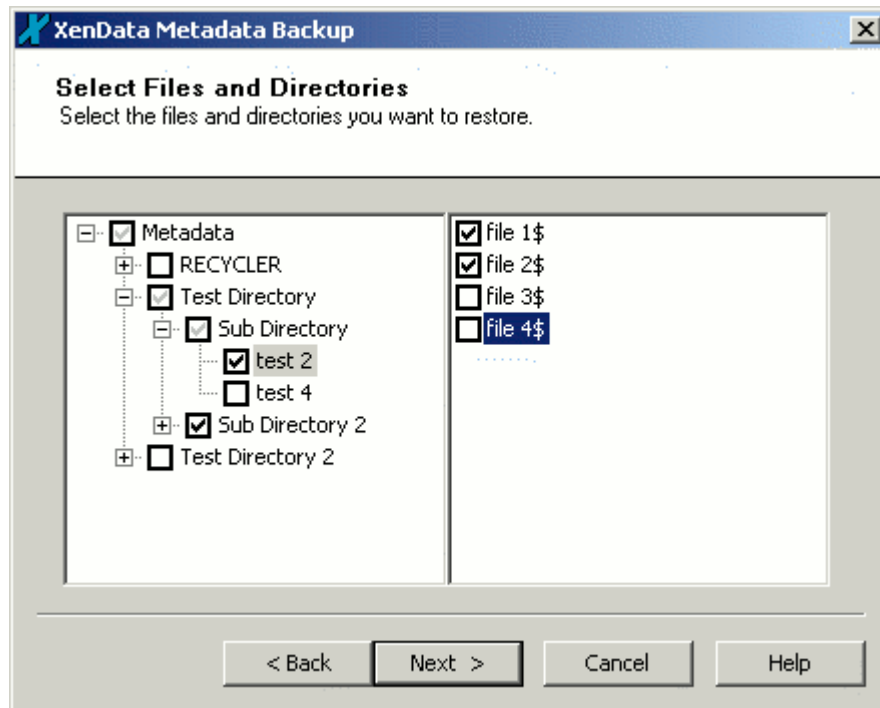 XenData Metadata Backup
Select Files and Directories
Select the files and directories you want to restore.
Metadata
RECYCLER
Test Directory
Sub Directory
test 2
test 4
Sub Directory 2
Test Directory 2
file 1$
file 2$
file 3$
file 4$
< Back
Next >
Cancel
Help